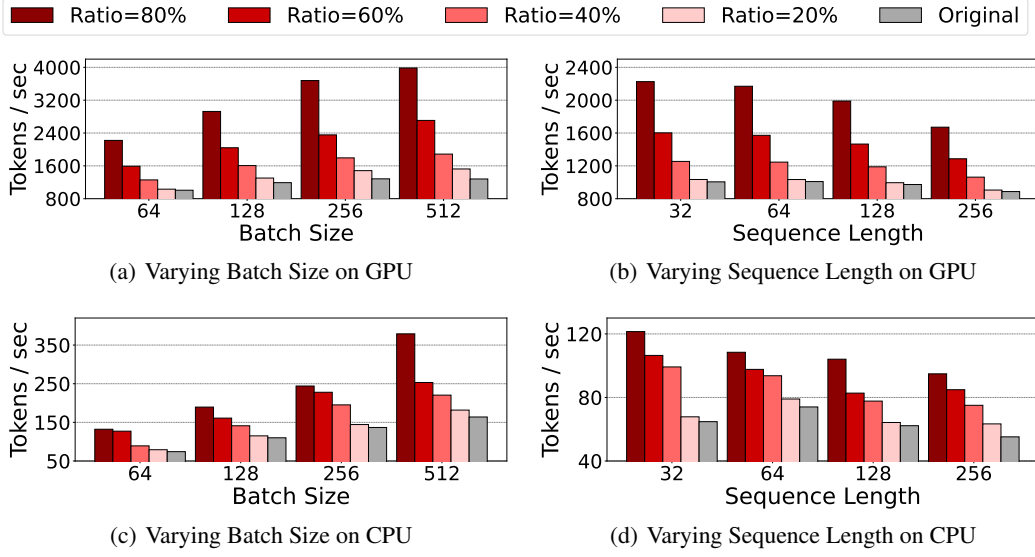 Ratio=80% Ratio=60% Ratio=40% Ratio=20% Original
Tokens / sec
4000
3200
2400
1600
800
64 128 256 512
Batch Size
(a) Varying Batch Size on GPU
Tokens / sec
2400
2000
1600
1200
800
32 64 128 256
Sequence Length
(b) Varying Sequence Length on GPU
Tokens / sec
350
250
150
50
64 128 256 512
Batch Size
(c) Varying Batch Size on CPU
Tokens / sec
120
80
40
32 64 128 256
Sequence Length
(d) Varying Sequence Length on CPU